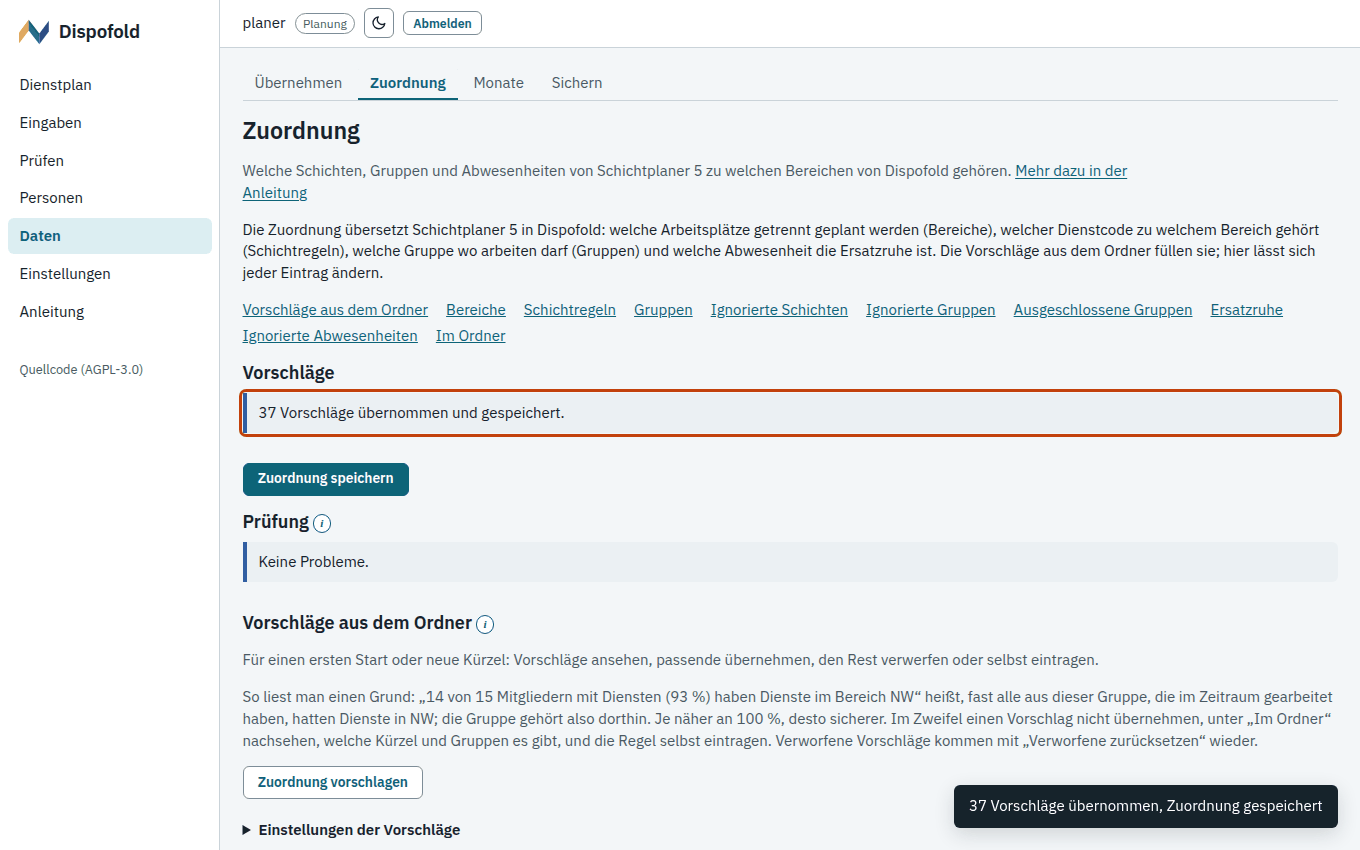 Dispofold
planer
Planung
Abmelden
Dienstplan
Eingaben
Prüfen
Personen
Daten
Einstellungen
Anleitung
Quellcode (AGPL-3.0)
Übernehmen
Zuordnung
Monate
Sichern
Zuordnung
Welche Schichten, Gruppen und Abwesenheiten von Schichtplaner 5 zu welchen Bereichen von Dispofold gehören. Mehr dazu in der
Anleitung
Die Zuordnung übersetzt Schichtplaner 5 in Dispofold: welche Arbeitsplätze getrennt geplant werden (Bereiche), welcher Dienstcode zu welchem Bereich gehört
(Schichtregeln), welche Gruppe wo arbeiten darf (Gruppen) und welche Abwesenheit die Ersatzruhe ist. Die Vorschläge aus dem Ordner füllen sie; hier lässt sich
jeder Eintrag ändern.
Vorschläge aus dem Ordner Bereiche Schichtregeln Gruppen Ignorierte Schichten Ignorierte Gruppen Ausgeschlossene Gruppen Ersatzruhe
Ignorierte Abwesenheiten Im Ordner
Vorschläge
37 Vorschläge übernommen und gespeichert.
Zuordnung speichern
Prüfung i
Keine Probleme.
Vorschläge aus dem Ordner i
Für einen ersten Start oder neue Kürzel: Vorschläge ansehen, passende übernehmen, den Rest verwerfen oder selbst eintragen.
So liest man einen Grund: „14 von 15 Mitgliedern mit Diensten (93 %) haben Dienste im Bereich NW“ heißt, fast alle aus dieser Gruppe, die im Zeitraum gearbeitet
haben, hatten Dienste in NW; die Gruppe gehört also dorthin. Je näher an 100 %, desto sicherer. Im Zweifel einen Vorschlag nicht übernehmen, unter „Im Ordner“
nachsehen, welche Kürzel und Gruppen es gibt, und die Regel selbst eintragen. Verworfene Vorschläge kommen mit „Verworfene zurücksetzen“ wieder.
Zuordnung vorschlagen
37 Vorschläge übernommen, Zuordnung gespeichert
Einstellungen der Vorschläge